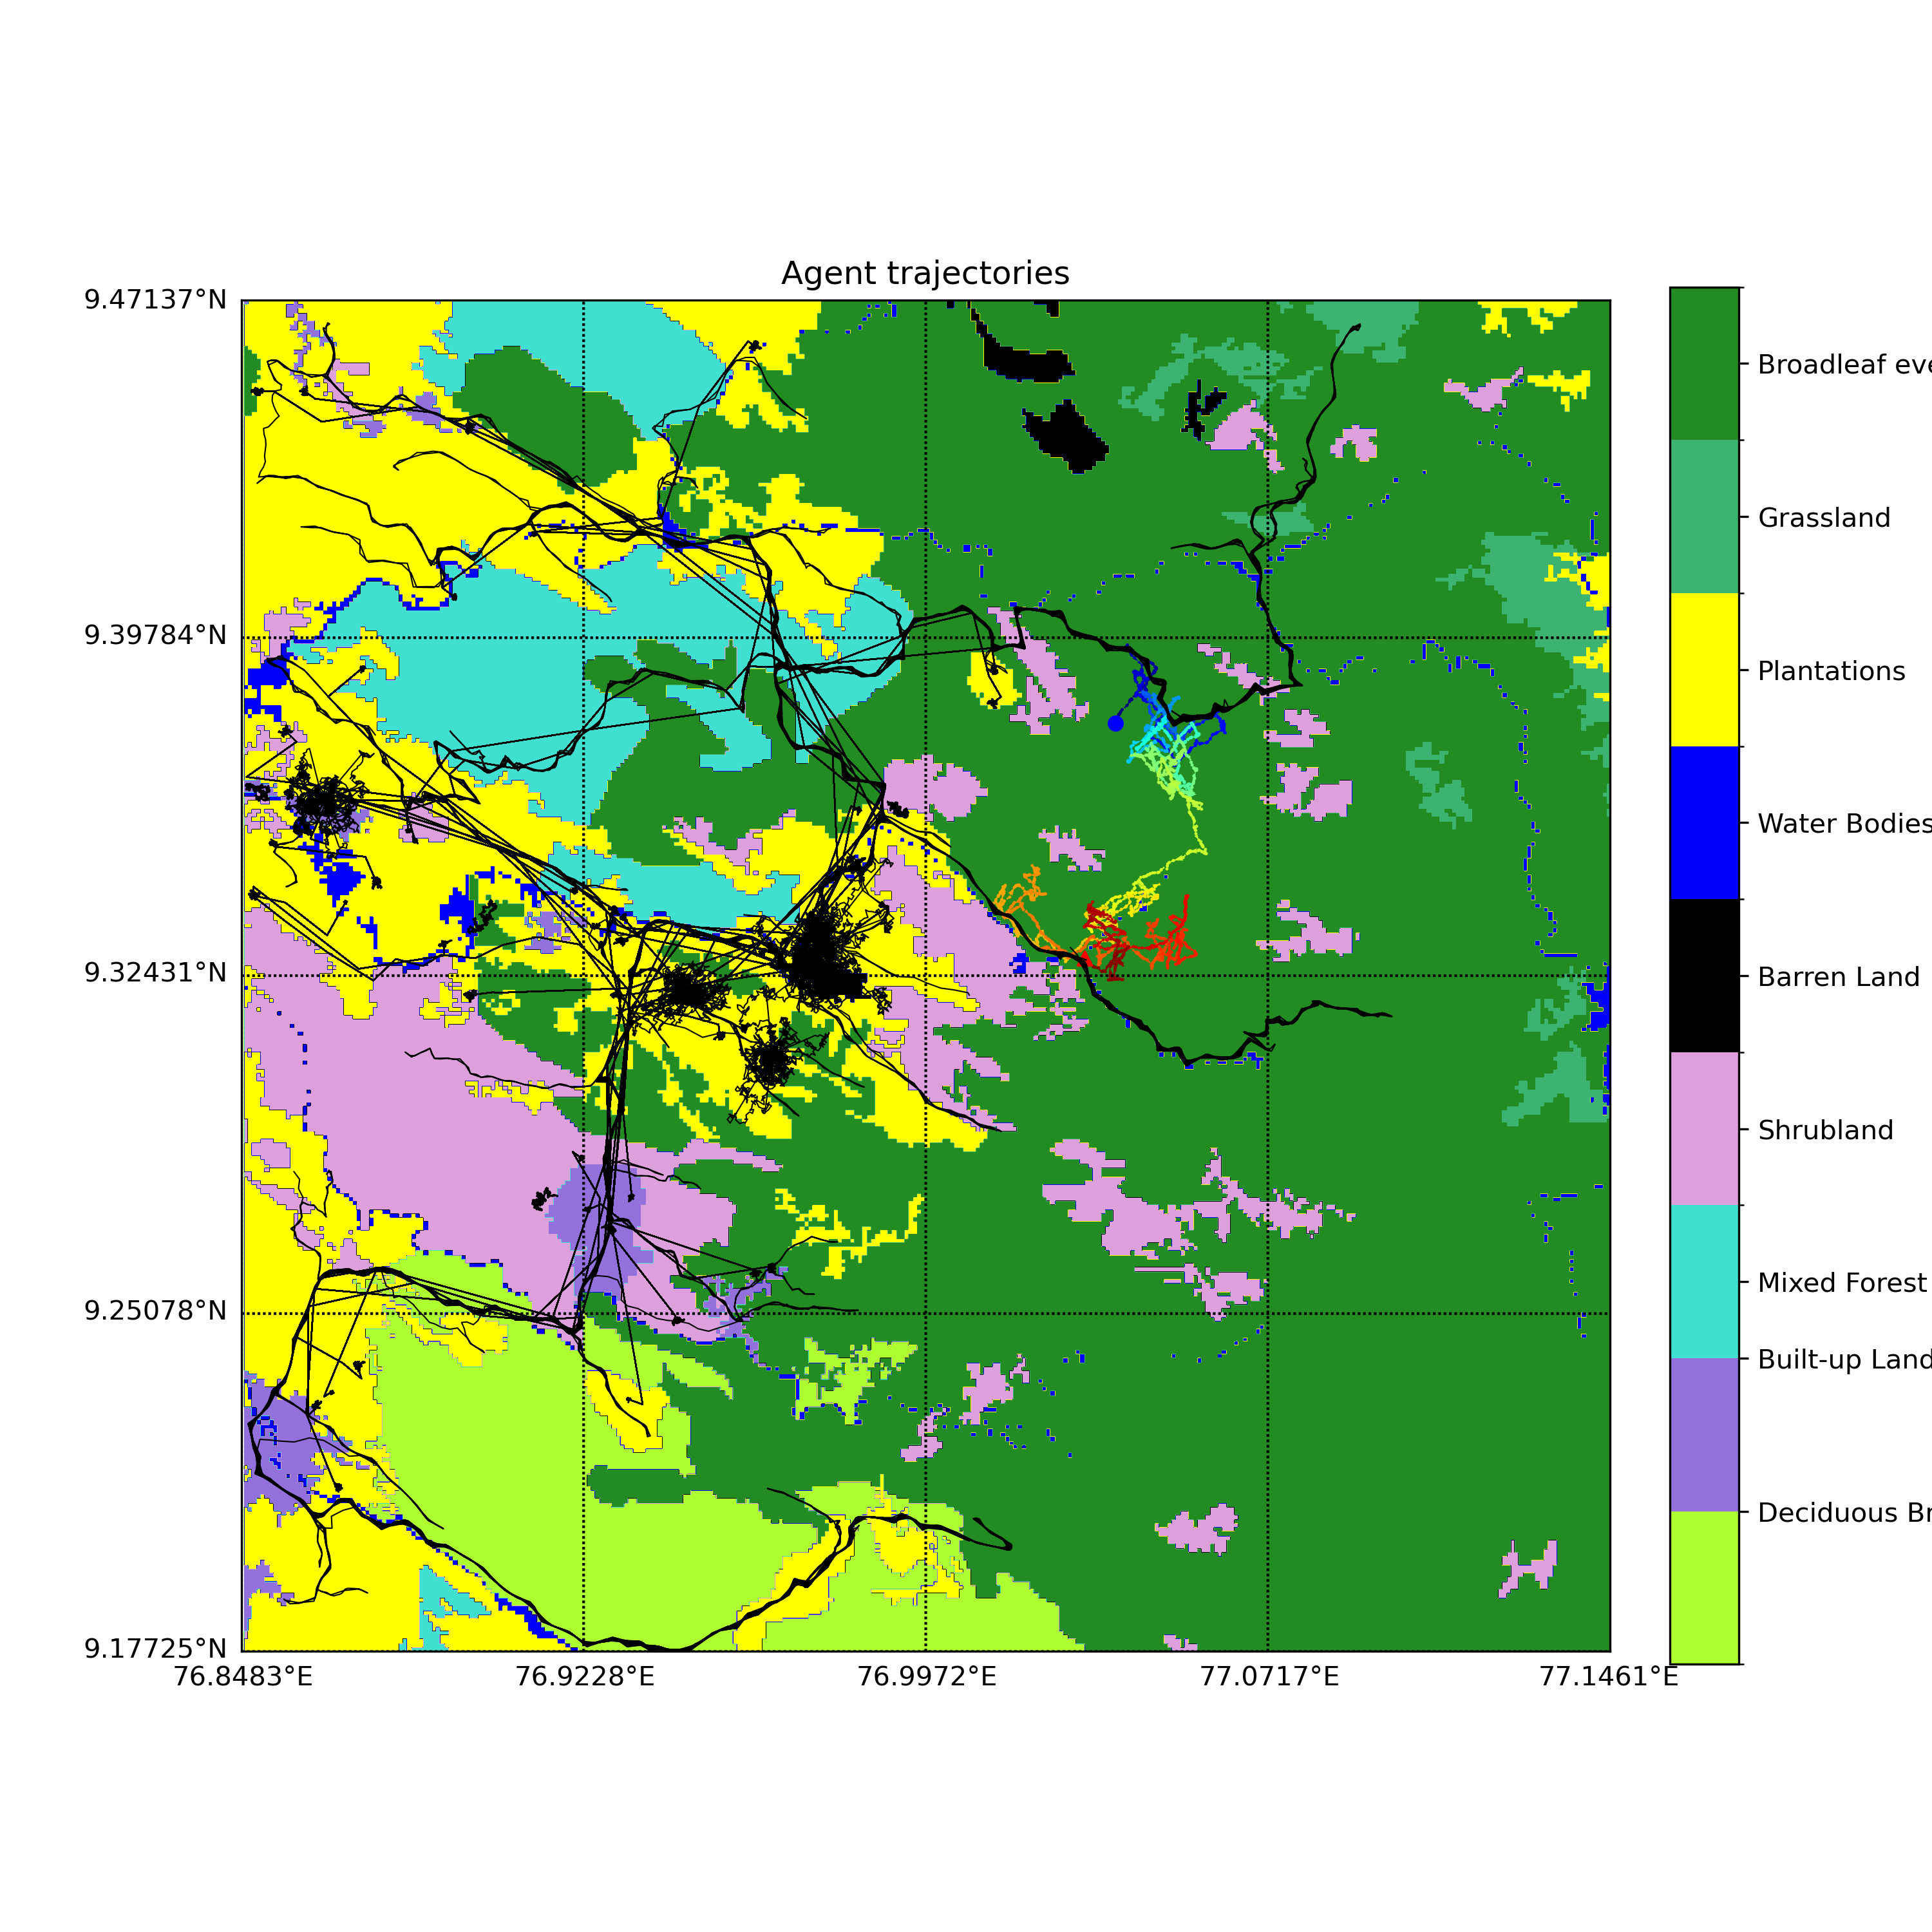 Agent trajectories
9.47137°N
9.39784°N
9.32431°N
9.25078°N
9.17725°N
76.8483°E
76.9228°E
76.9972°E
77.0717°E
77.1461°E
Broadleaf eve
Grassland
Plantations
Water Bodies
Barren Land
Shrubland
Mixed Forest
Built-up Land
Deciduous Br